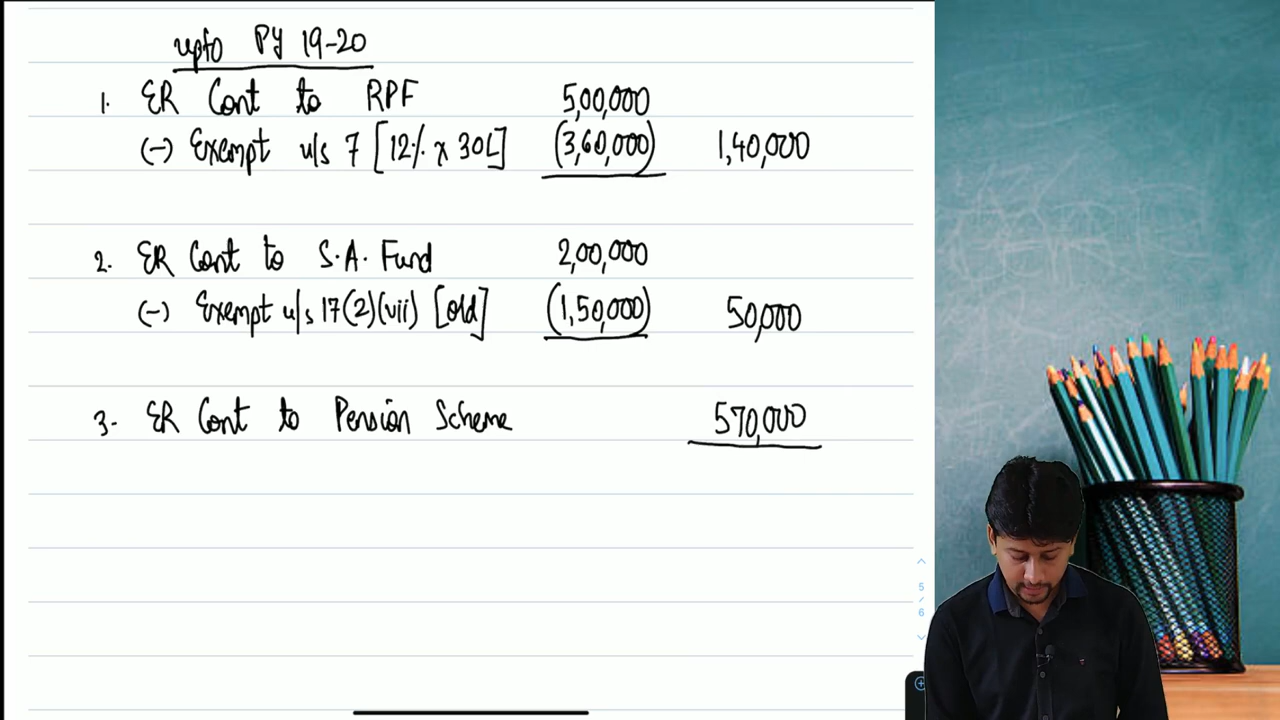 upto PY 19-20
1. ER Cont to RPF 5,00,000
(-) Exempt u/s 7 [12% x 30L] (3,60,000) 1,40,000
2. ER Cont to S.A. Fund 2,00,000
(-) Exempt u/s 17(2)(vii) [old] (1,50,000) 50,000
3. ER Cont to Pension Scheme 570,000
5
/
6